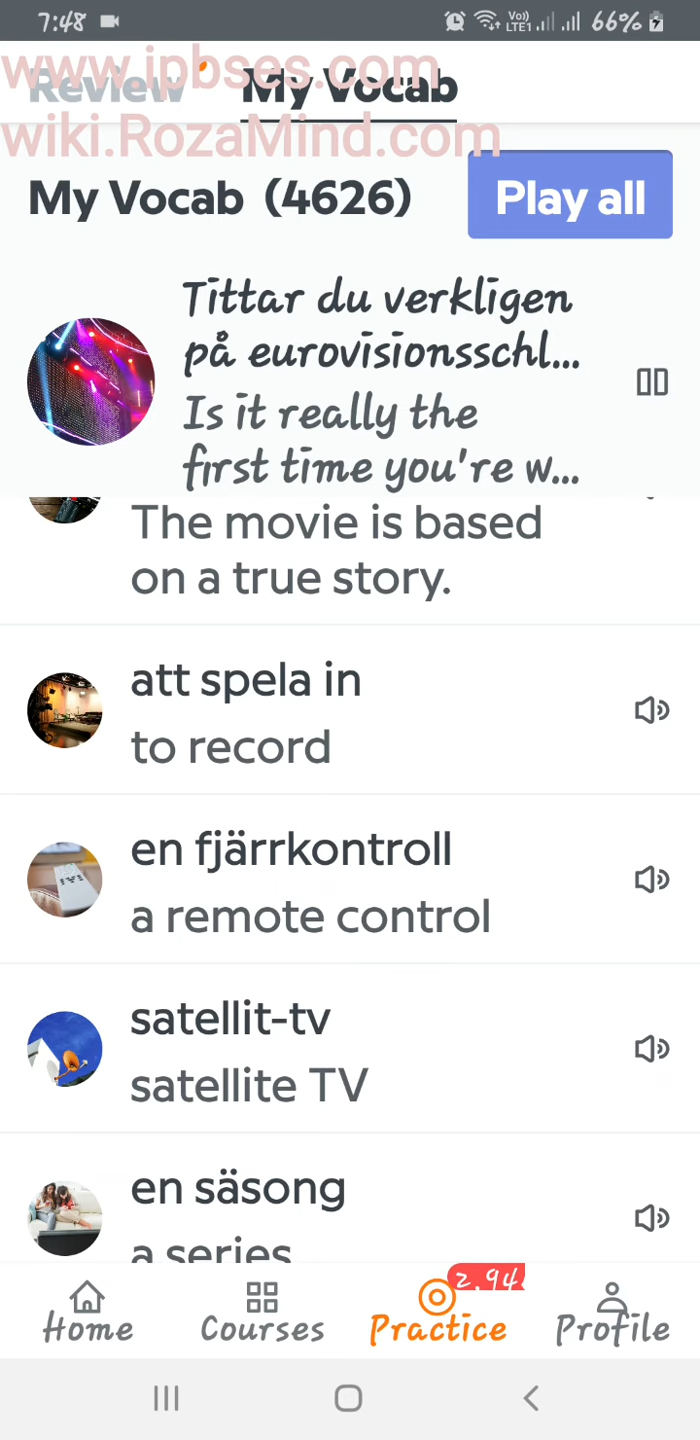 7:48
Vo)) LTE1 66%
www.ipbses.com
Review My Vocab
wiki.RozaMind.com
My Vocab (4626) Play all
Tittar du verkligen
på eurovisionsschl...
Is it really the
first time you're w...
The movie is based
on a true story.
att spela in
to record
en fjärrkontroll
a remote control
satellit-tv
satellite TV
en säsong
a series
2,94
Home Courses Practice Profile